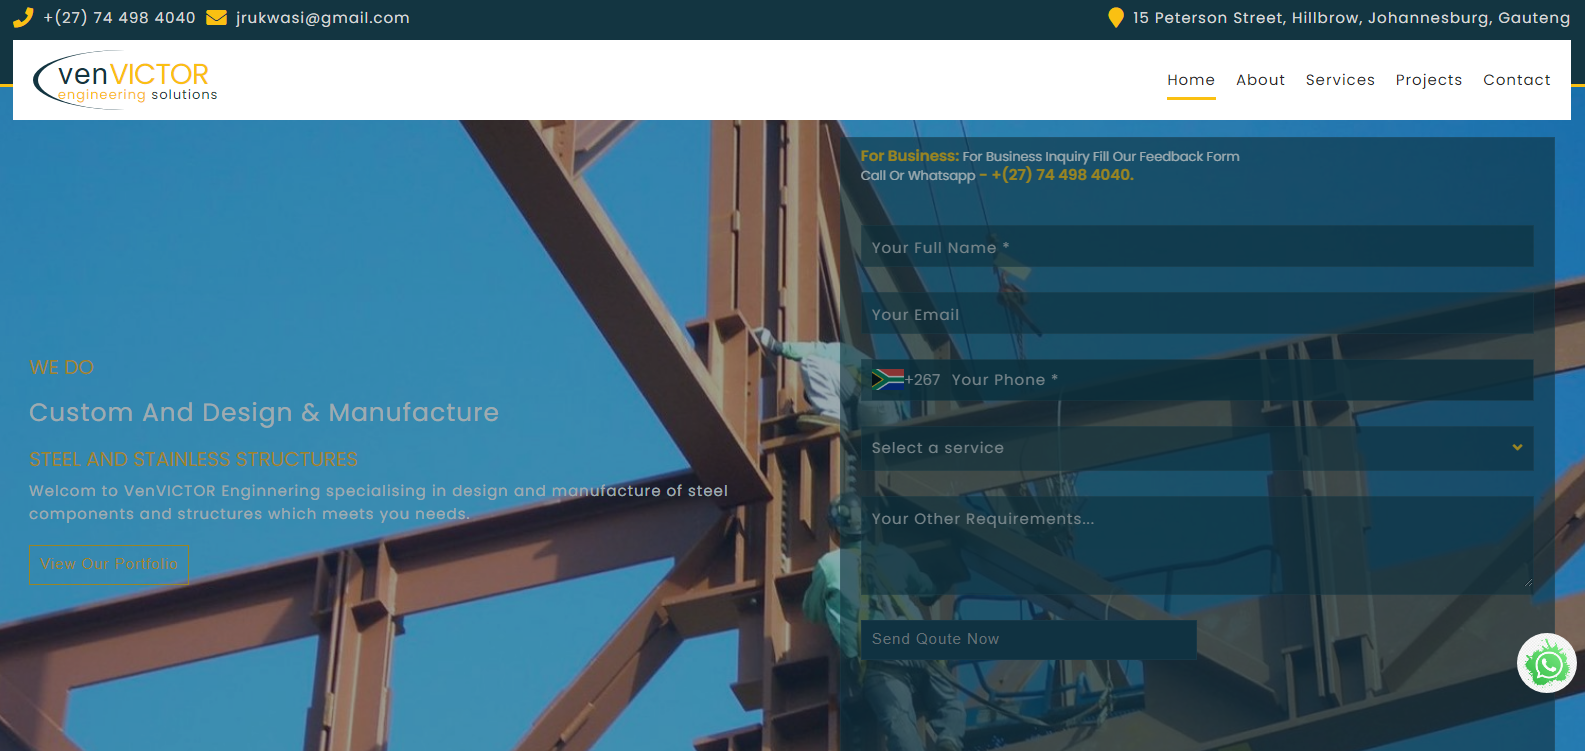 +(27) 74 498 4040 jrukwasi@gmail.com 15 Peterson Street, Hillbrow, Johannesburg, Gauteng
venVICTOR
engineering solutions
Home About Services Projects Contact
For Business: For Business Inquiry Fill Our Feedback Form
Call Or Whatsapp - +(27) 74 498 4040.
Your Full Name *
Your Email
+267 Your Phone *
Select a service
Your Other Requirements...
Send Qoute Now
WE DO
Custom And Design & Manufacture
STEEL AND STAINLESS STRUCTURES
Welcom to VenVICTOR Enginnering specialising in design and manufacture of steel
components and structures which meets you needs.
View Our Portfolio